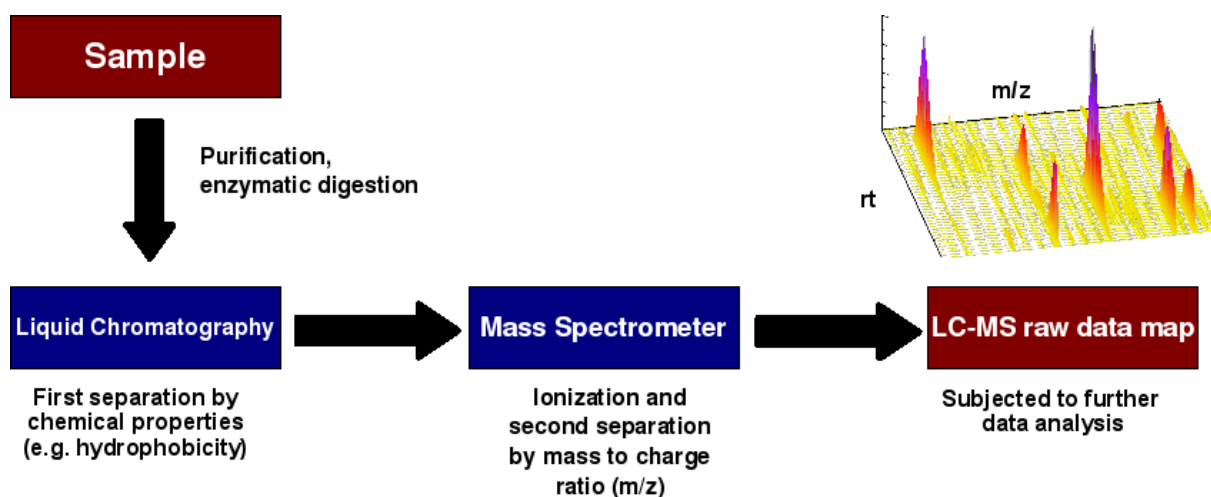 Sample
Purification,
enzymatic digestion
m/z
rt
Liquid Chromatography
Mass Spectrometer
LC-MS raw data map
First separation by
chemical properties
(e.g. hydrophobicity)
Ionization and
second separation
by mass to charge
ratio (m/z)
Subjected to further
data analysis